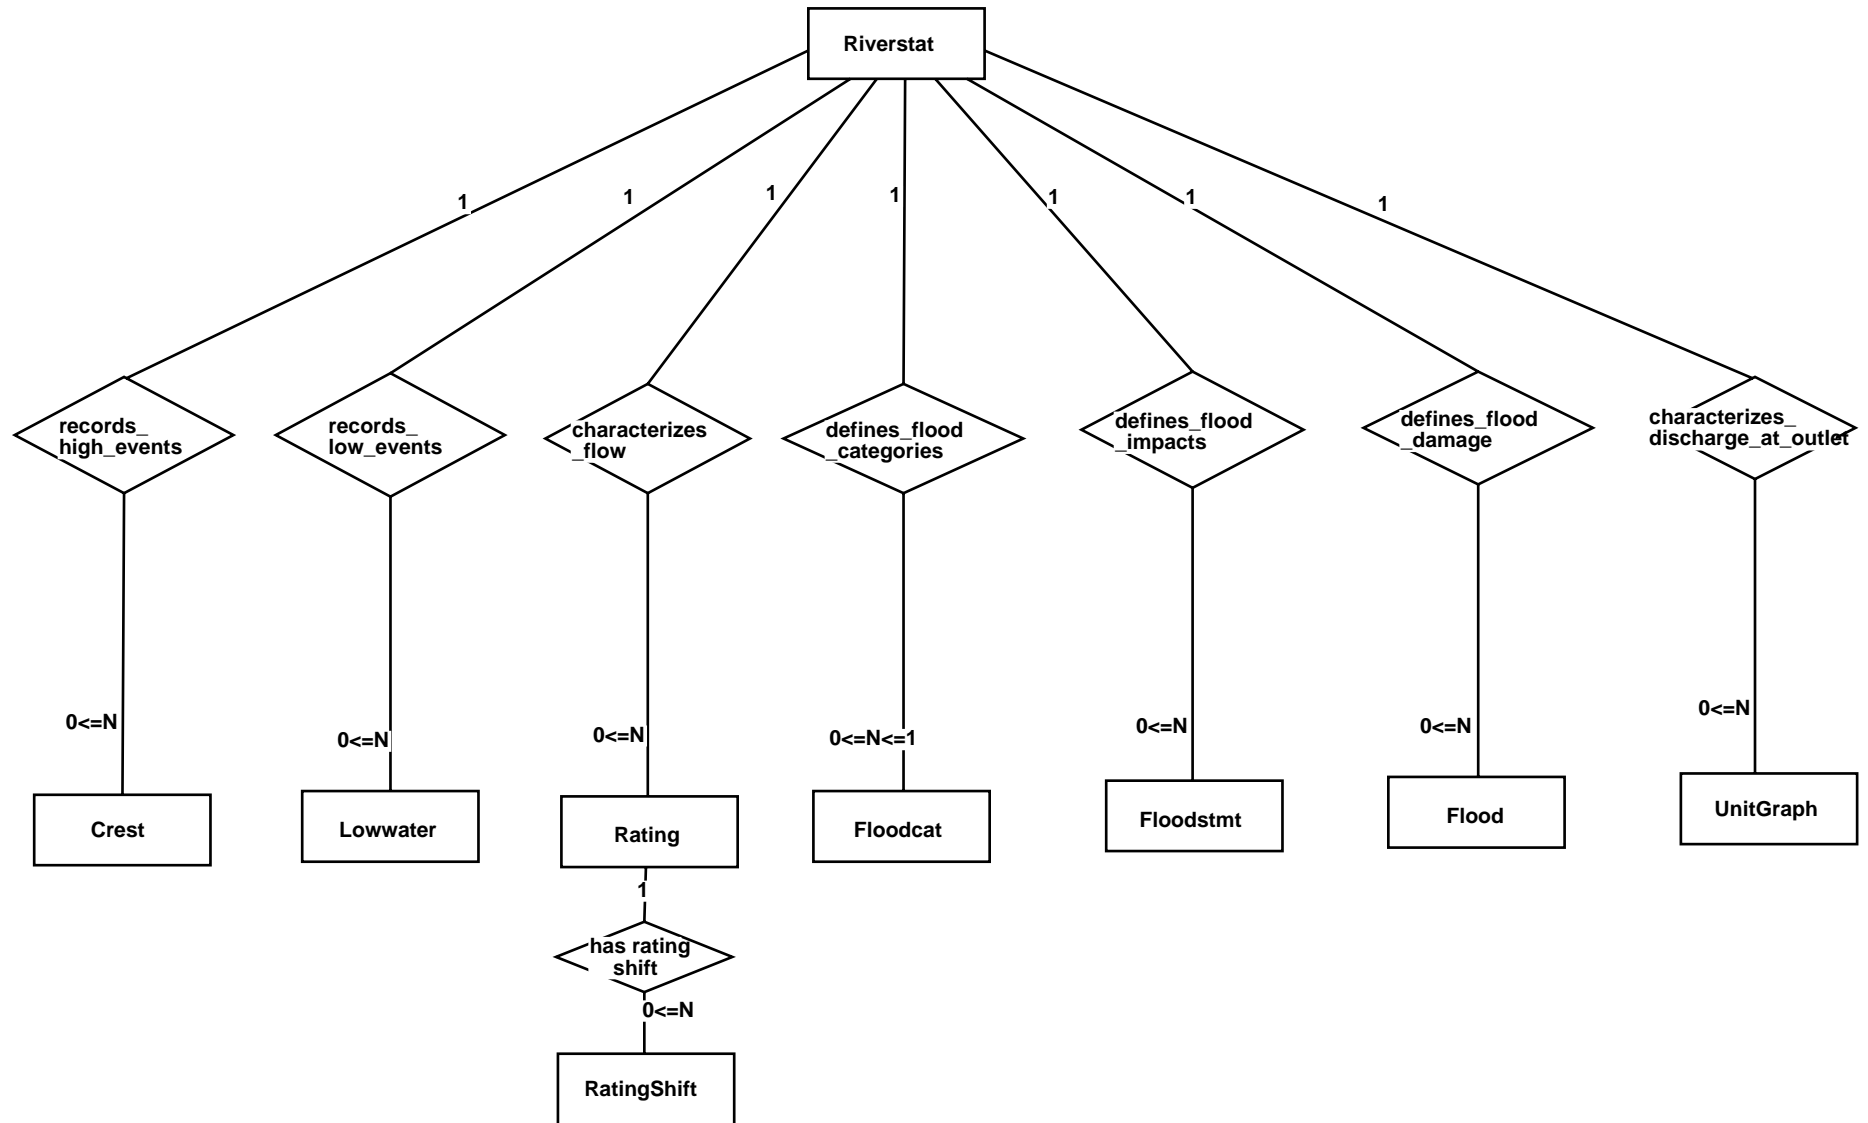 Riverstat
1
1
1
1
1
1
1
records_
high_events
records_
low_events
characterizes
_flow
defines_flood
_categories
defines_flood
_impacts
defines_flood
_damage
characterizes_
discharge_at_outlet
0<=N
0<=N
0<=N
0<=N<=1
0<=N
0<=N
0<=N
Crest
Lowwater
Rating
Floodcat
Floodstmt
Flood
UnitGraph
1
has rating
shift
0<=N
RatingShift